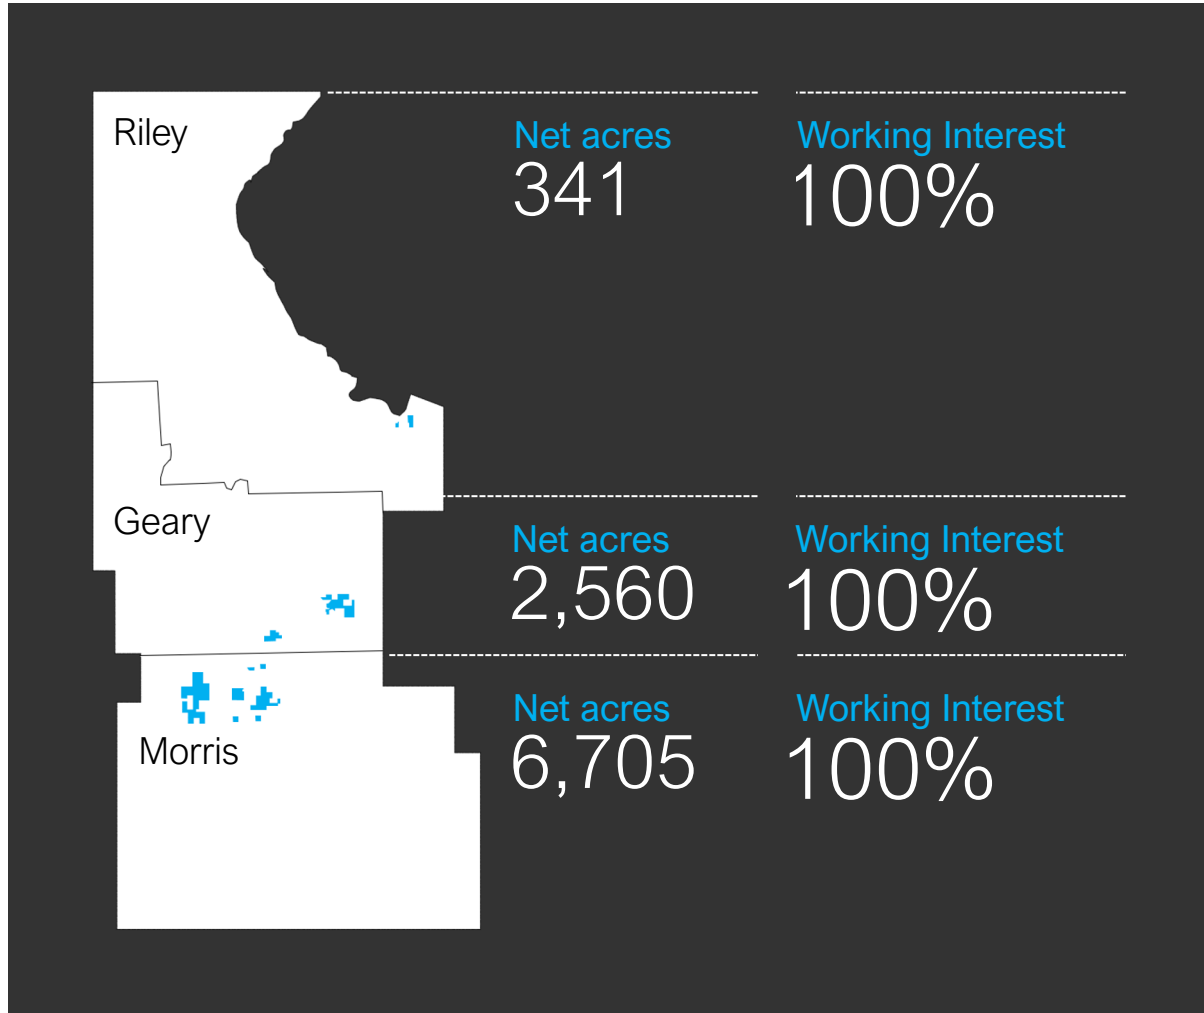 Riley
Net acres
341
Working Interest
100%
Geary
Net acres
2,560
Working Interest
100%
Morris
Net acres
6,705
Working Interest
100%